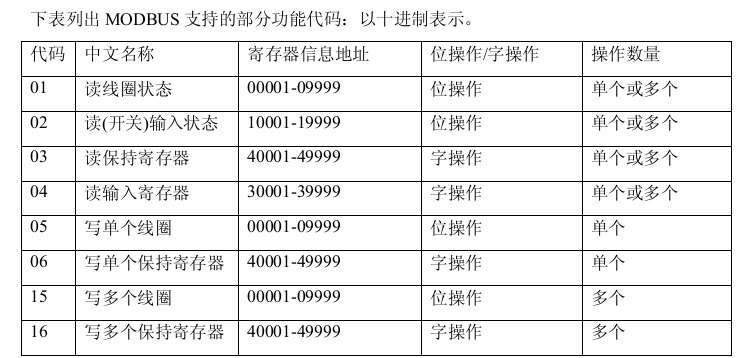 下表列出 MODBUS 支持的部分功能代码：以十进制表示。
代码 中文名称 寄存器信息地址 位操作/字操作 操作数量
01 读线圈状态 00001-09999 位操作 单个或多个
02 读(开关)输入状态 10001-19999 位操作 单个或多个
03 读保持寄存器 40001-49999 字操作 单个或多个
04 读输入寄存器 30001-39999 字操作 单个或多个
05 写单个线圈 00001-09999 位操作 单个
06 写单个保持寄存器 40001-49999 字操作 单个
15 写多个线圈 00001-09999 位操作 多个
16 写多个保持寄存器 40001-49999 字操作 多个